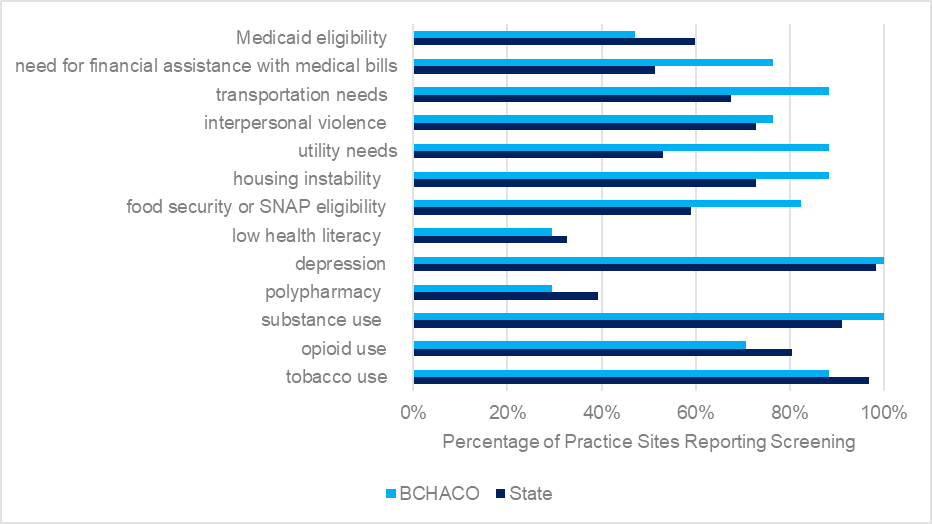 Medicaid eligibility
need for financial assistance with medical bills
transportation needs
interpersonal violence
utility needs
housing instability
food security or SNAP eligibility
low health literacy
depression
polypharmacy
substance use
opioid use
tobacco use
0% 20% 40% 60% 80% 100%
Percentage of Practice Sites Reporting Screening
BCHACO State